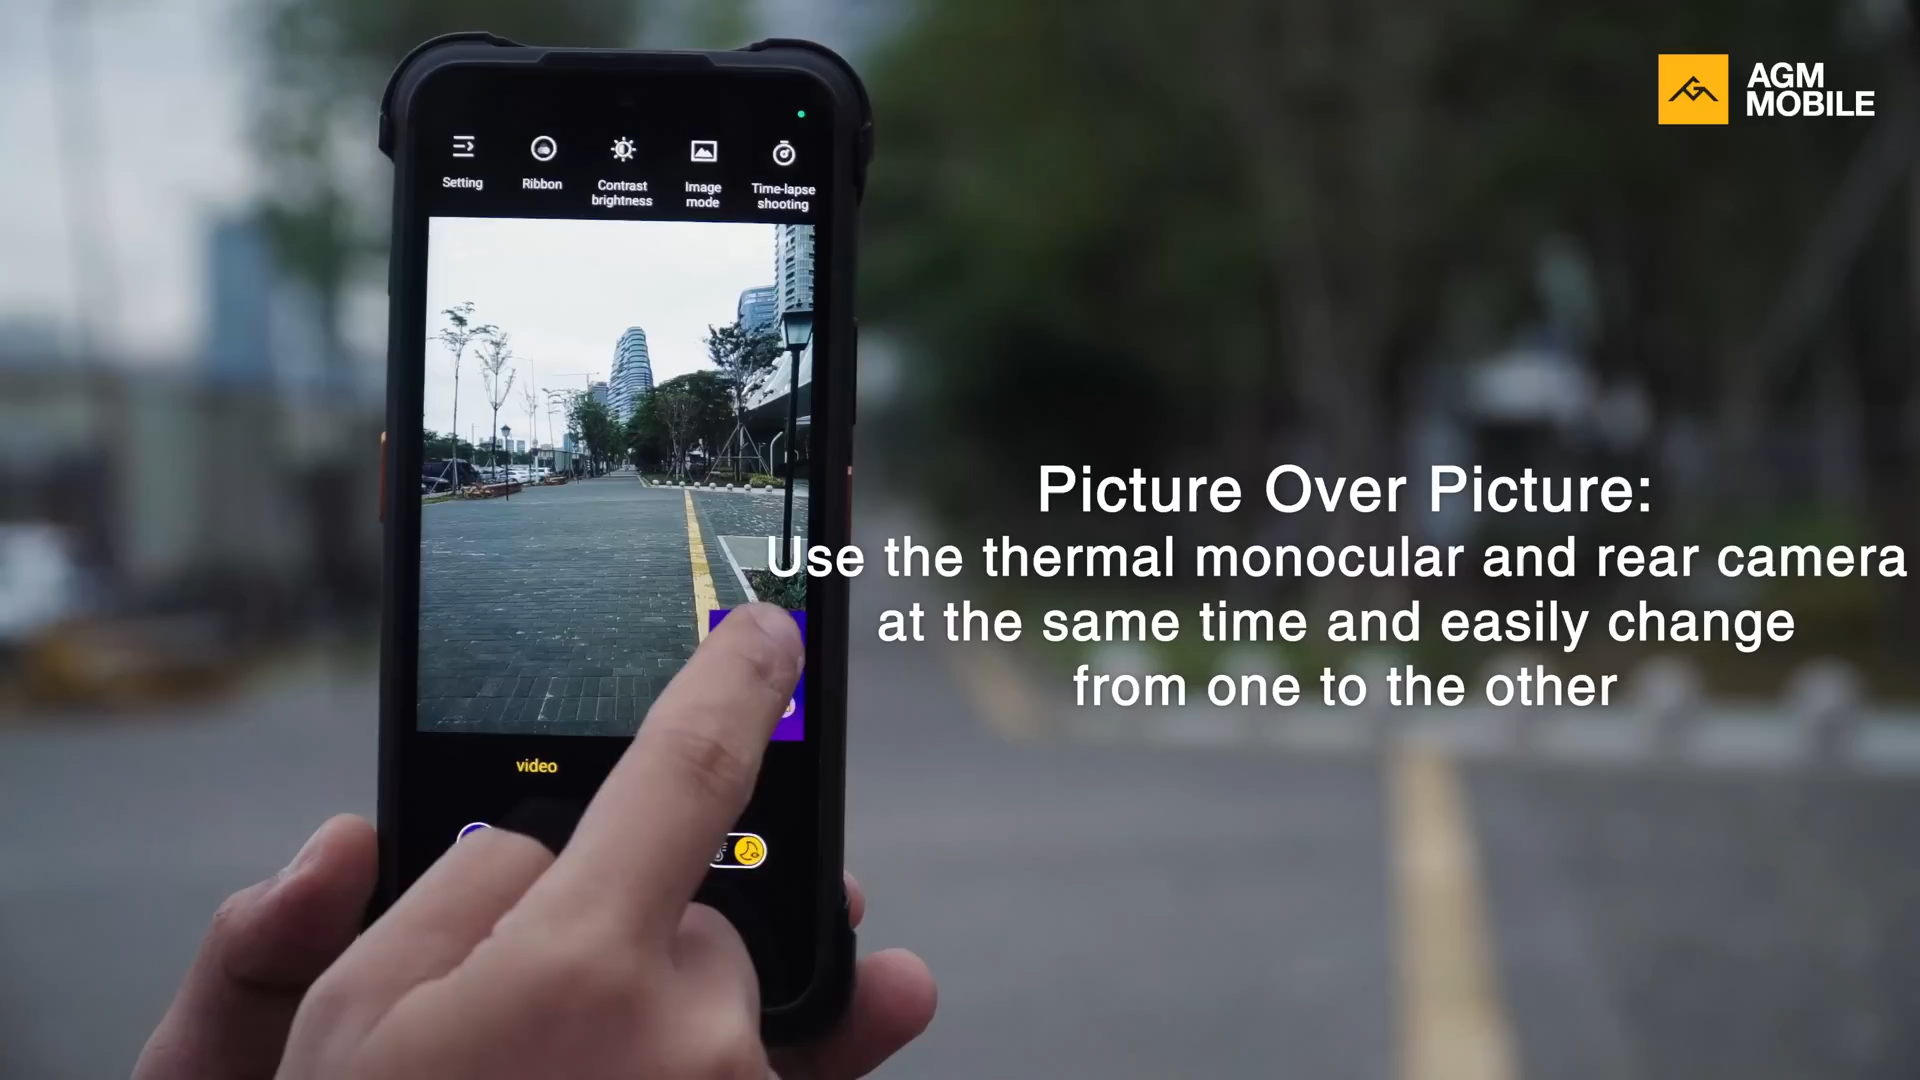 AGM
MOBILE
Setting
Ribbon
Contrast
brightness
Image
mode
Time-lapse
shooting
Picture Over Picture:
Use the thermal monocular and rear camera
at the same time and easily change
from one to the other
video